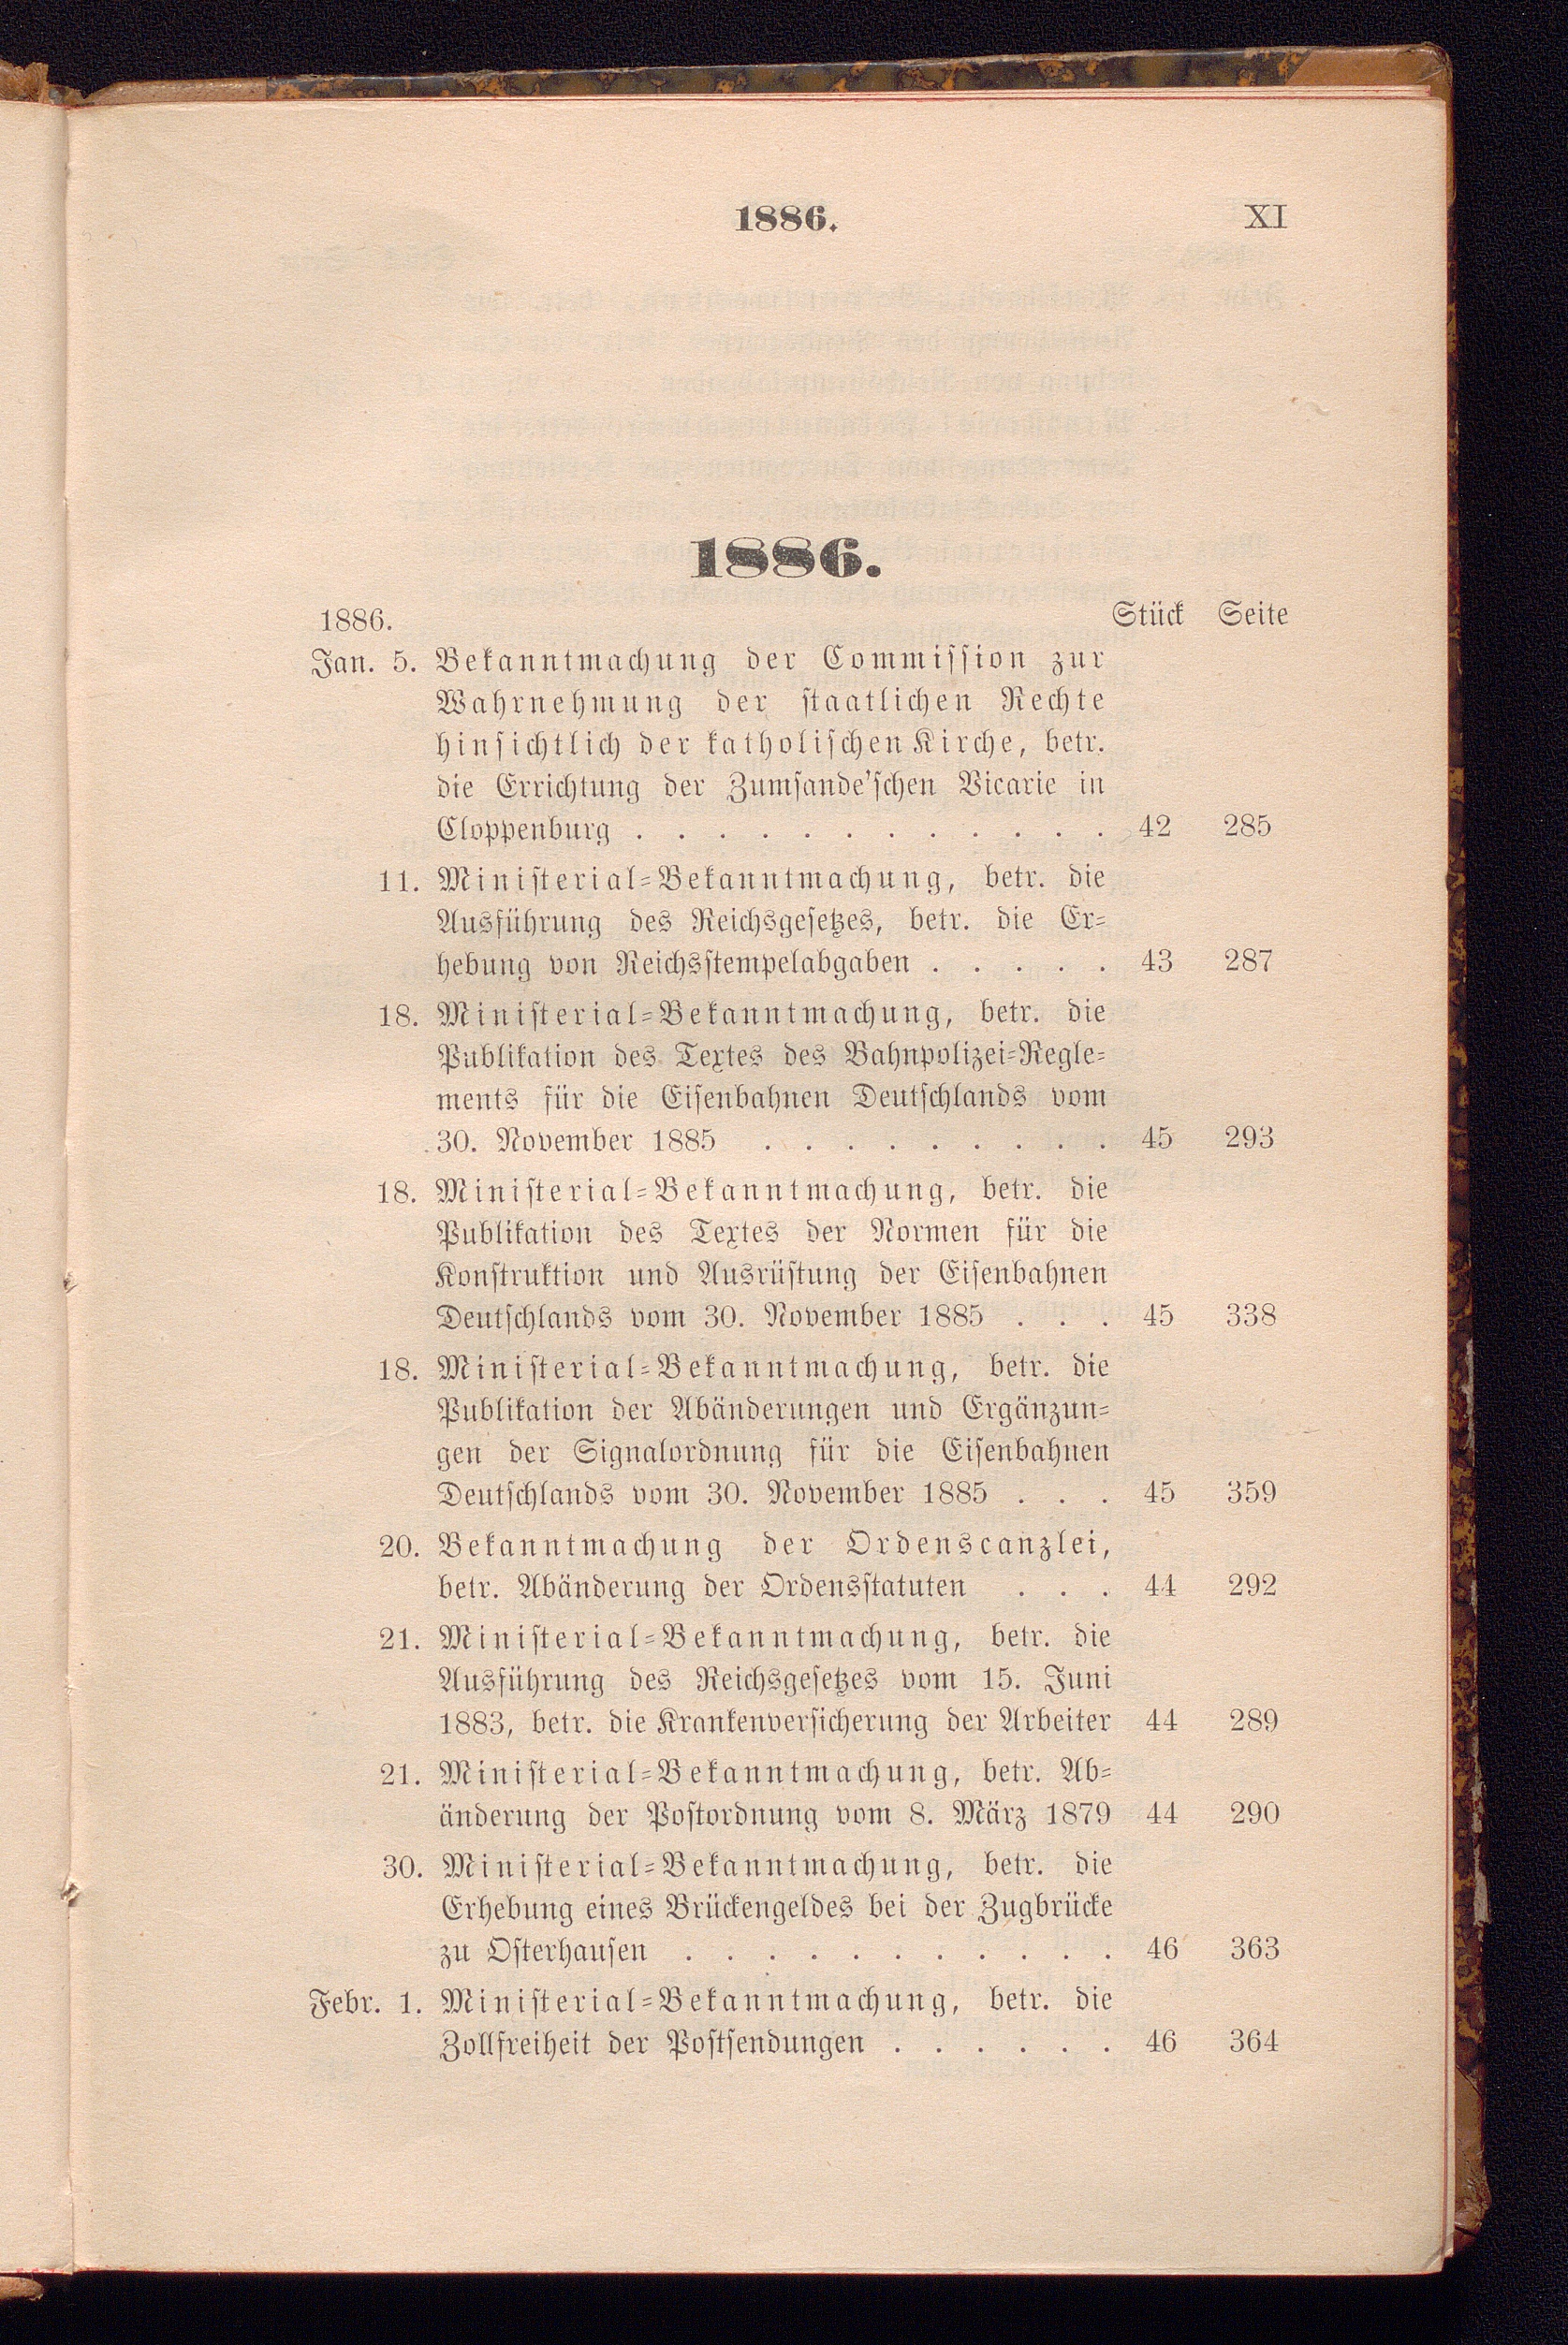 1886. XI
1886.
1886. Stück Seite
Jan. 5. Bekanntmachung der Commission zur
Wahrnehmung der staatlichen Rechte
hinsichtlich der katholischen Kirche, betr.
die Errichtung der Zumsande'schen Vicarie in
Cloppenburg . . . . . . . . . . . . 42 285
11. Ministerial=Bekanntmachung, betr. die
Ausführung des Reichsgesetzes, betr. die Er=
hebung von Reichsstempelabgaben . . . . . 43 287
18. Ministerial=Bekanntmachung, betr. die
Publikation des Textes des Bahnpolizei=Regle=
ments für die Eisenbahnen Deutschlands vom
30. November 1885 . . . . . . . . . 45 293
18. Ministerial=Bekanntmachung, betr. die
Publikation des Textes der Normen für die
Konstruktion und Ausrüstung der Eisenbahnen
Deutschlands vom 30. November 1885 . . . 45 338
18. Ministerial=Bekanntmachung, betr. die
Publikation der Abänderungen und Ergänzun=
gen der Signalordnung für die Eisenbahnen
Deutschlands vom 30. November 1885 . . . 45 359
20. Bekanntmachung der Ordenscanzlei,
betr. Abänderung der Ordensstatuten . . . 44 292
21. Ministerial=Bekanntmachung, betr. die
Ausführung des Reichsgesetzes vom 15. Juni
1883, betr. die Krankenversicherung der Arbeiter 44 289
21. Ministerial=Bekanntmachung, betr. Ab=
änderung der Postordnung vom 8. März 1879 44 290
30. Ministerial=Bekanntmachung, betr. die
Erhebung eines Brückengeldes bei der Zugbrücke
zu Osterhausen . . . . . . . . . . . 46 363
Febr. 1. Ministerial=Bekanntmachung, betr. die
Zollfreiheit der Postsendungen . . . . . . 46 364